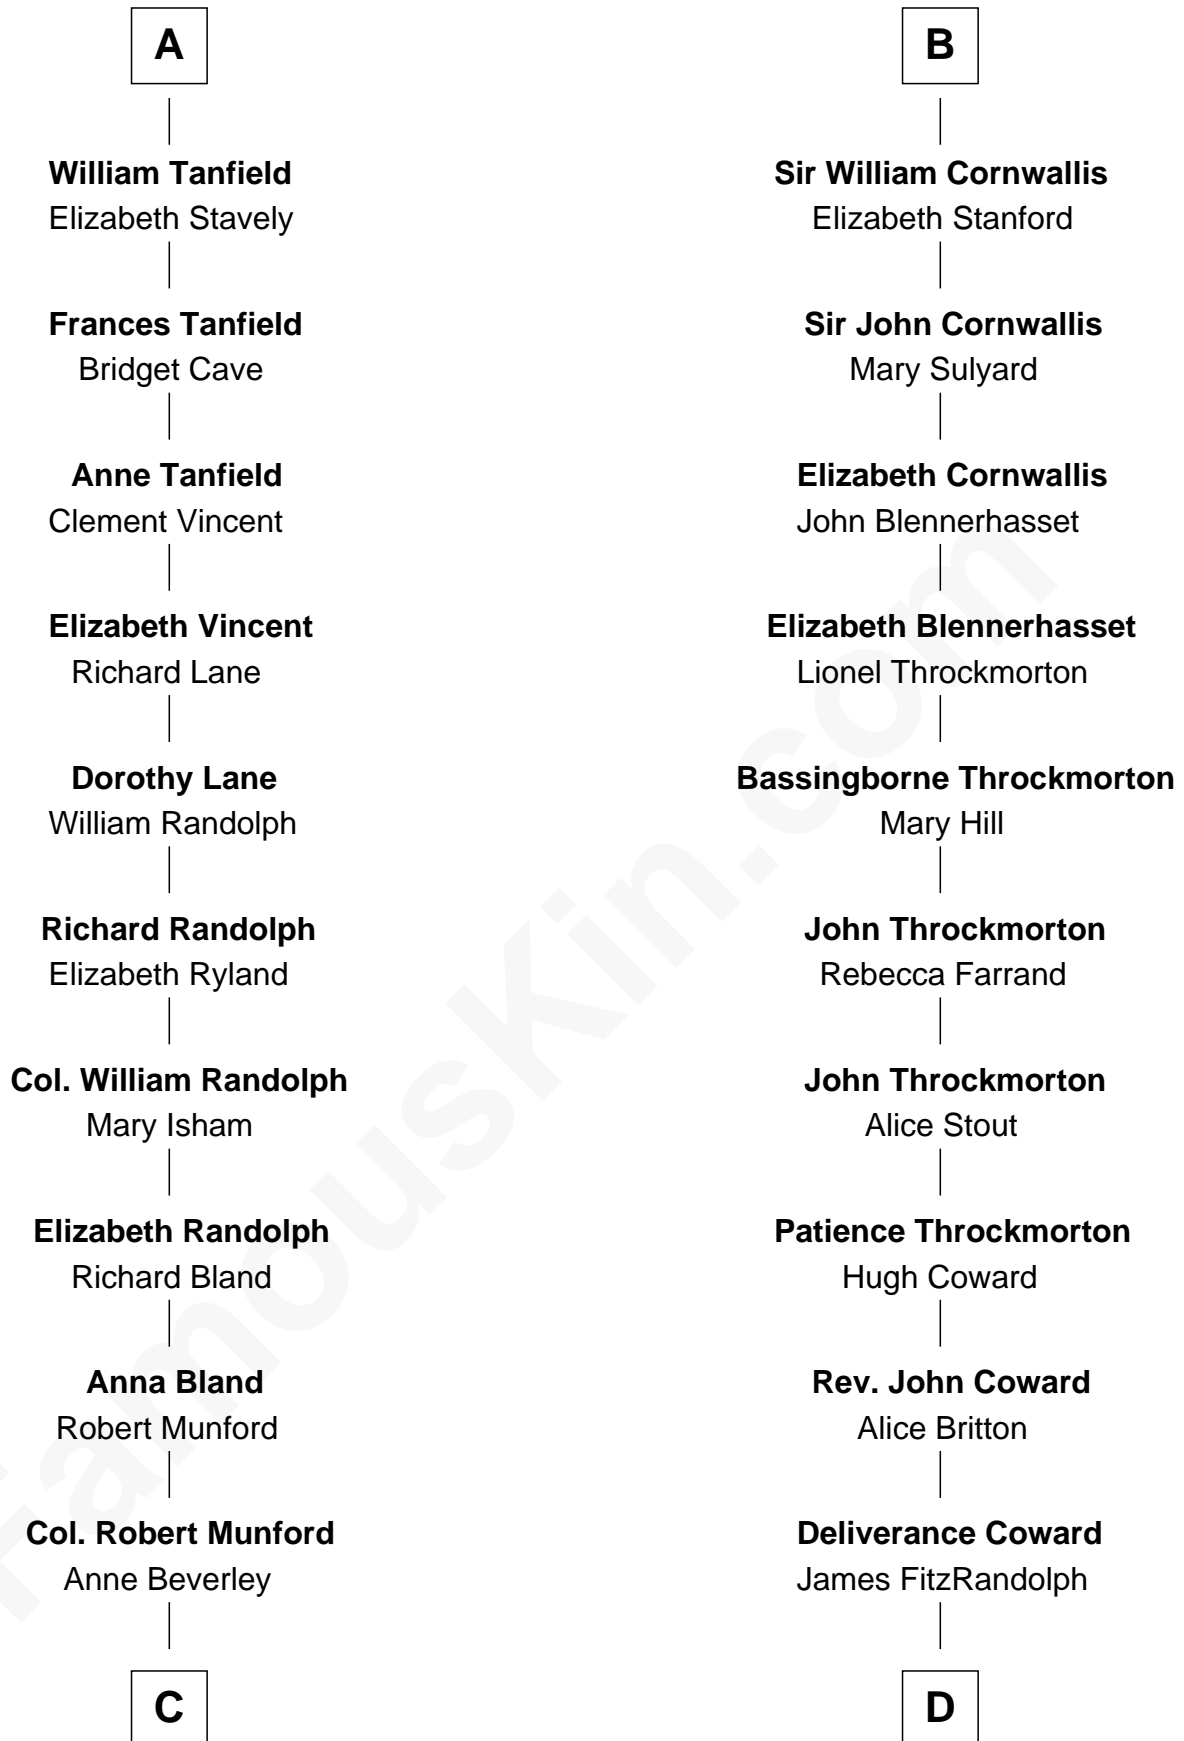 A
William Tanfield
Elizabeth Stavely
Frances Tanfield
Bridget Cave
Anne Tanfield
Clement Vincent
Elizabeth Vincent
Richard Lane
Dorothy Lane
William Randolph
Richard Randolph
Elizabeth Ryland
Col. William Randolph
Mary Isham
Elizabeth Randolph
Richard Bland
Anna Bland
Robert Munford
Col. Robert Munford
Anne Beverley
C
B
Sir William Cornwallis
Elizabeth Stanford
Sir John Cornwallis
Mary Sulyard
Elizabeth Cornwallis
John Blennerhasset
Elizabeth Blennerhasset
Lionel Throckmorton
Bassingborne Throckmorton
Mary Hill
John Throckmorton
Rebecca Farrand
John Throckmorton
Alice Stout
Patience Throckmorton
Hugh Coward
Rev. John Coward
Alice Britton
Deliverance Coward
James FitzRandolph
D
FamousKin.com